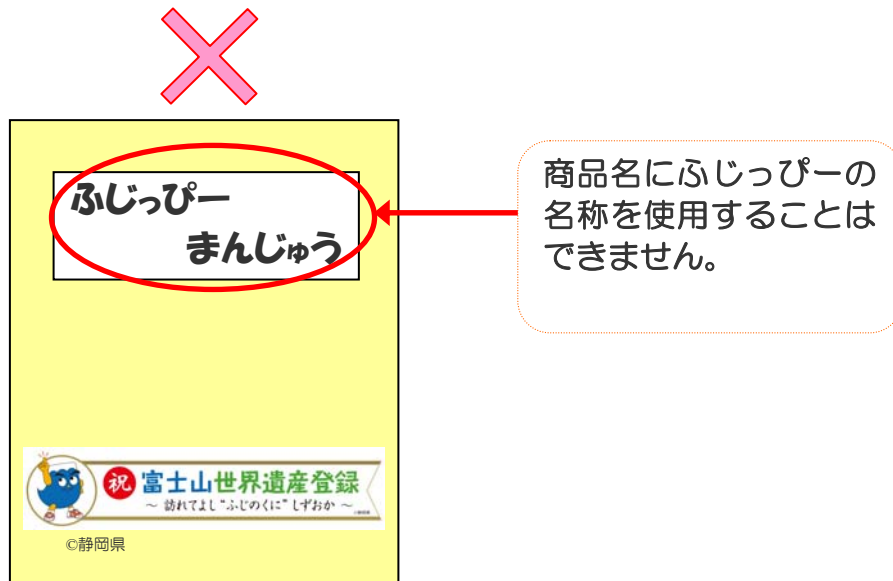 ふじっぴー
まんじゅう
商品名にふじっぴーの
名称を使用することは
できません。
祝 富士山世界遺産登録
～ 訪れてよし“ふじのくに”しずおか ～
©静岡県